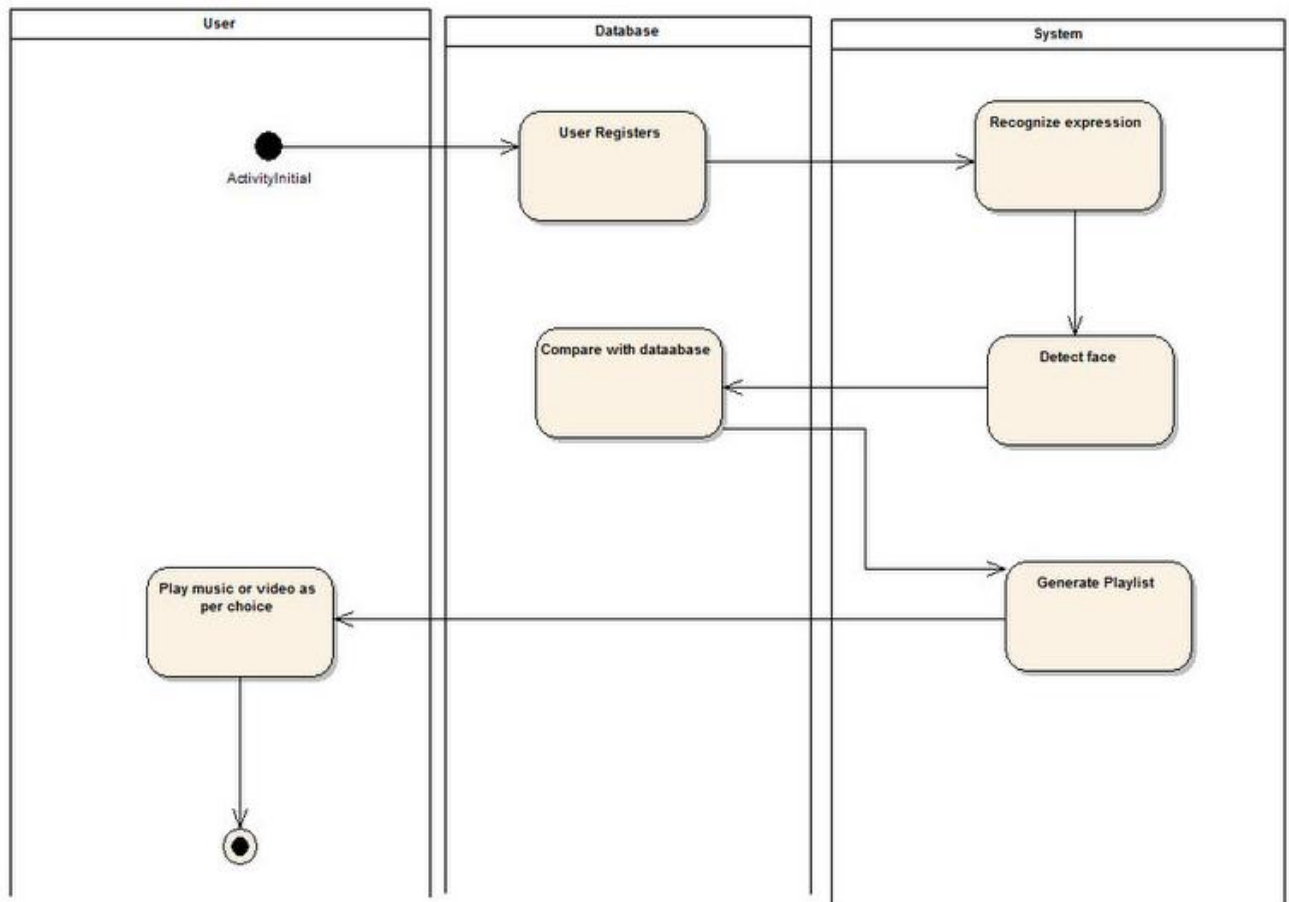 User
Database
System
ActivityInitial
User Registers
Recognize expression
Compare with dataabase
Detect face
Play music or video as
per choice
Generate Playlist